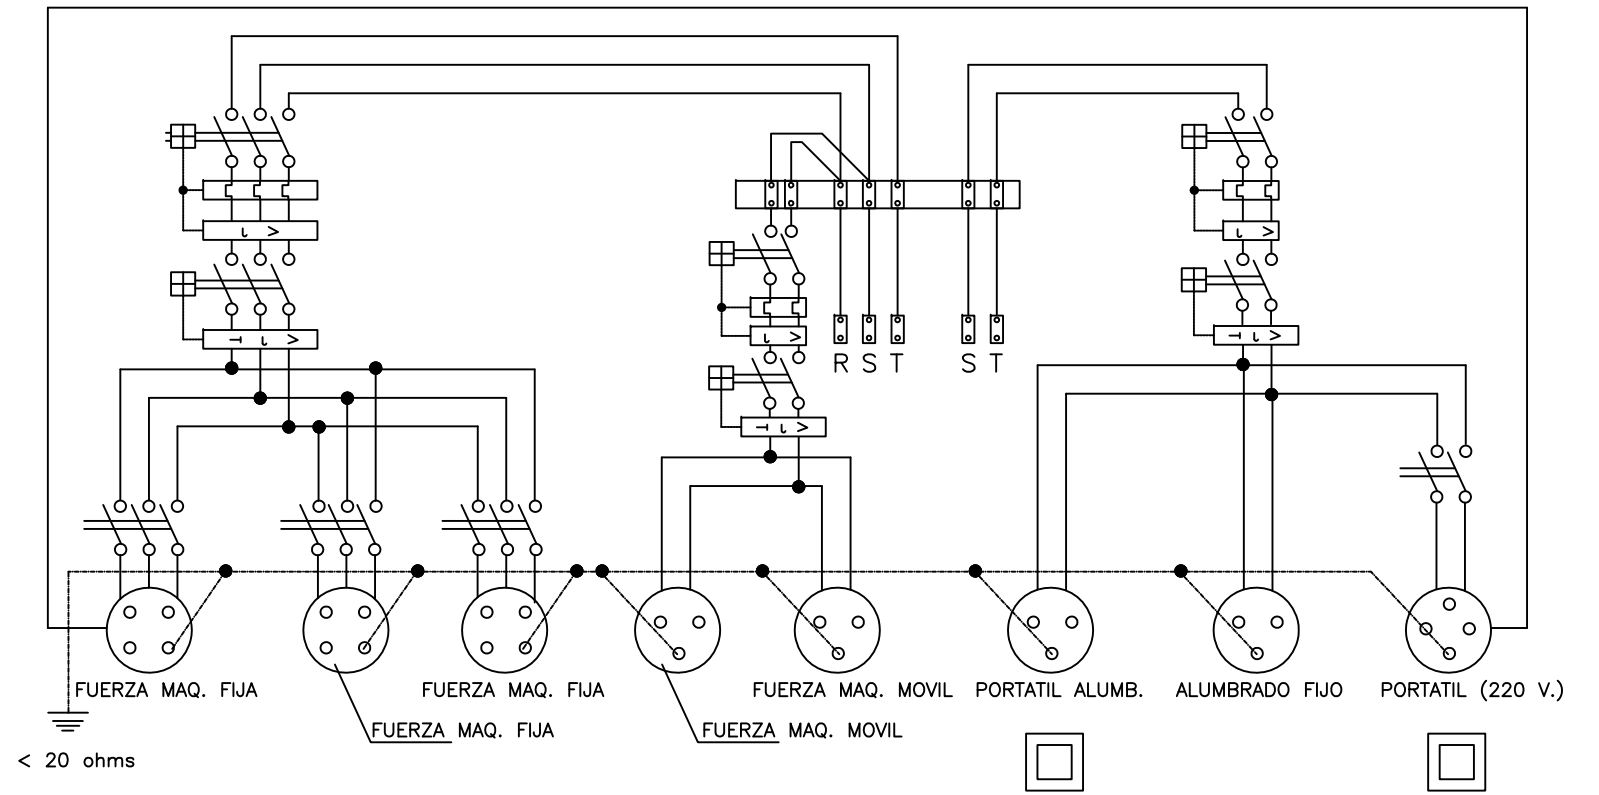 R S T S T
FUERZA MAQ. FIJA
FUERZA MAQ. FIJA
FUERZA MAQ. MOVIL
PORTATIL ALUMB.
ALUMBRADO FIJO
PORTATIL (220 V.)
FUERZA MAQ. FIJA
FUERZA MAQ. MOVIL
< 20 ohms